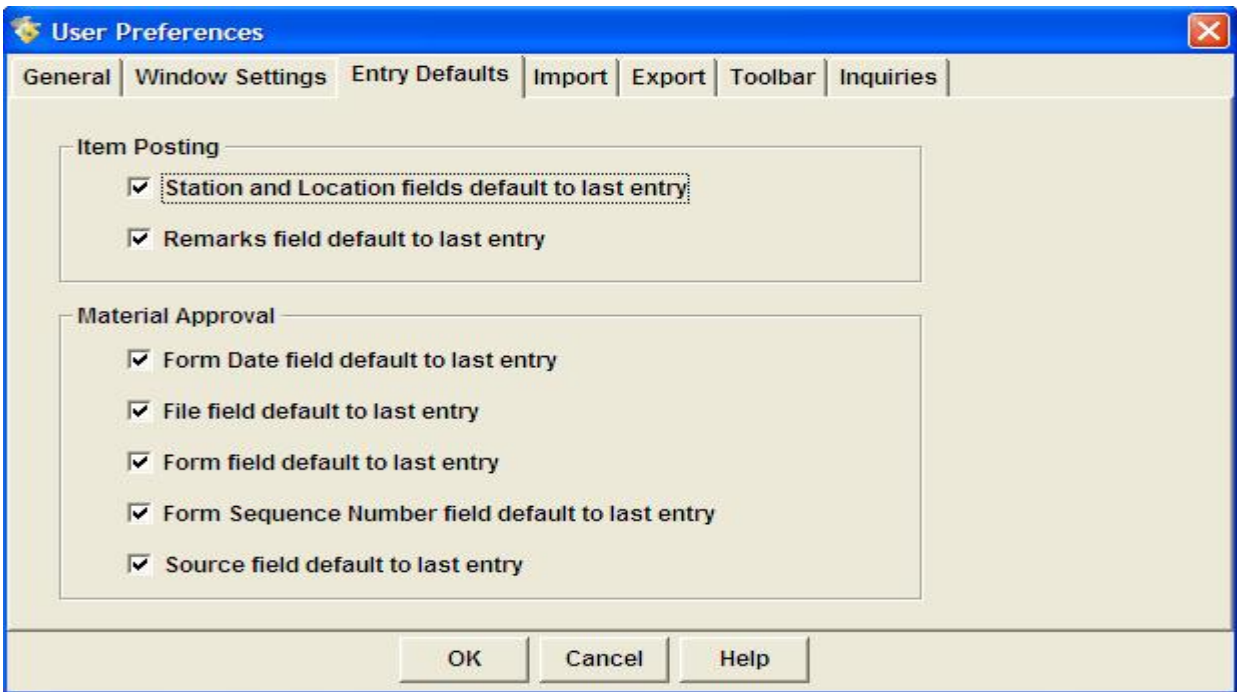 User Preferences
General Window Settings Entry Defaults Import Export Toolbar Inquiries
Item Posting
Station and Location fields default to last entry
Remarks field default to last entry
Material Approval
Form Date field default to last entry
File field default to last entry
Form field default to last entry
Form Sequence Number field default to last entry
Source field default to last entry
OK Cancel Help